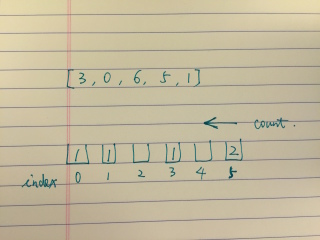 [3, 0, 6, 5, 1]
← count.
1 1 1 2
index 0 1 2 3 4 5